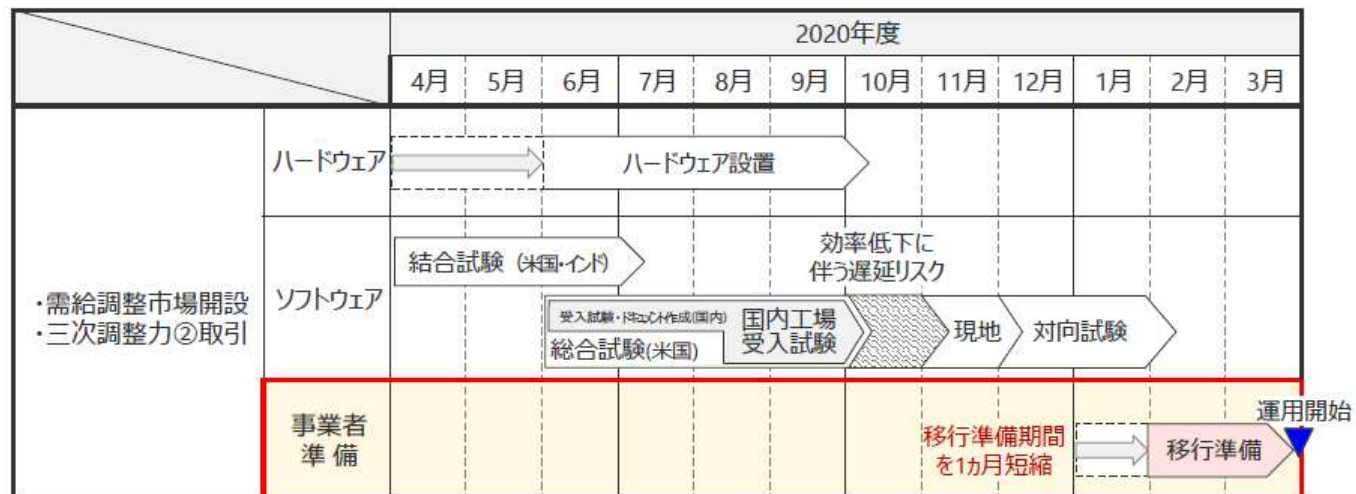 2020年度
4月 5月 6月 7月 8月 9月 10月 11月 12月 1月 2月 3月
・需給調整市場開設
・三次調整力②取引
ハードウェア
ハードウェア設置
ソフトウェア
結合試験 (米国・インド)
効率低下に
伴う遅延リスク
受入試験・ドキュメント作成(国内)
総合試験(米国)
国内工場
受入試験
現地
対向試験
事業者
準 備
移行準備期間
を1ヵ月短縮
移行準備
運用開始